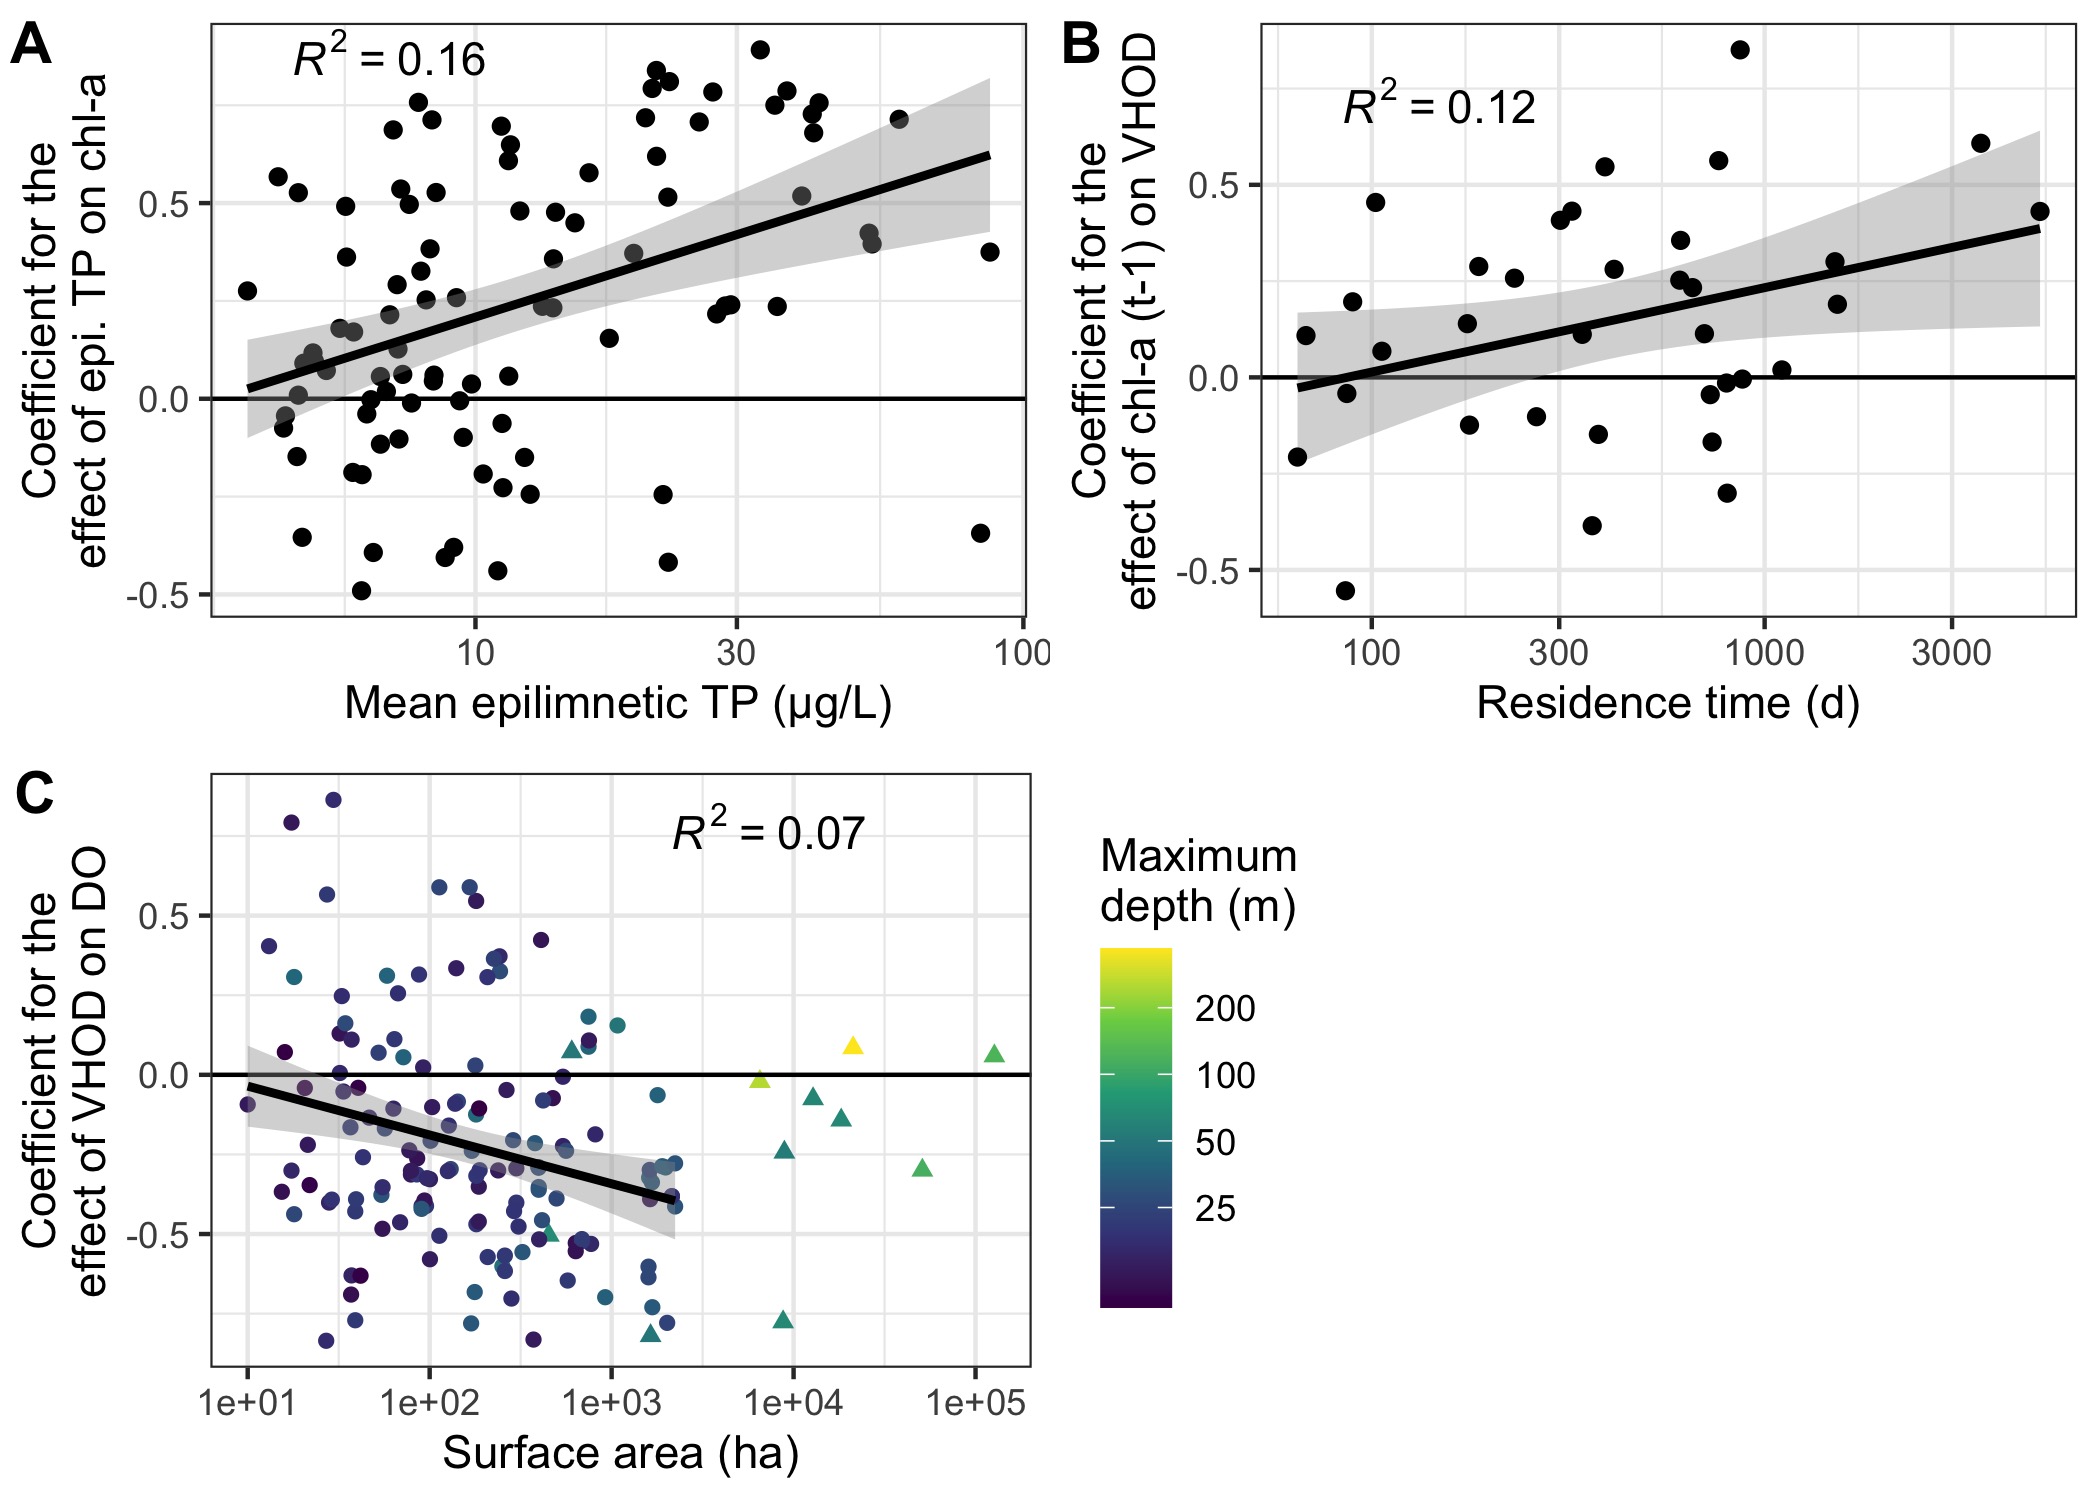 A
R² = 0.16
Coefficient for the
effect of epi. TP on chl-a
0.5
0.0
-0.5
10
30
100
Mean epilimnetic TP (µg/L)
B
R² = 0.12
Coefficient for the
effect of chl-a (t-1) on VHOD
0.5
0.0
-0.5
100
300
1000
3000
Residence time (d)
C
R² = 0.07
Coefficient for the
effect of VHOD on DO
0.5
0.0
-0.5
1e+01
1e+02
1e+03
1e+04
1e+05
Surface area (ha)
Maximum
depth (m)
200
100
50
25